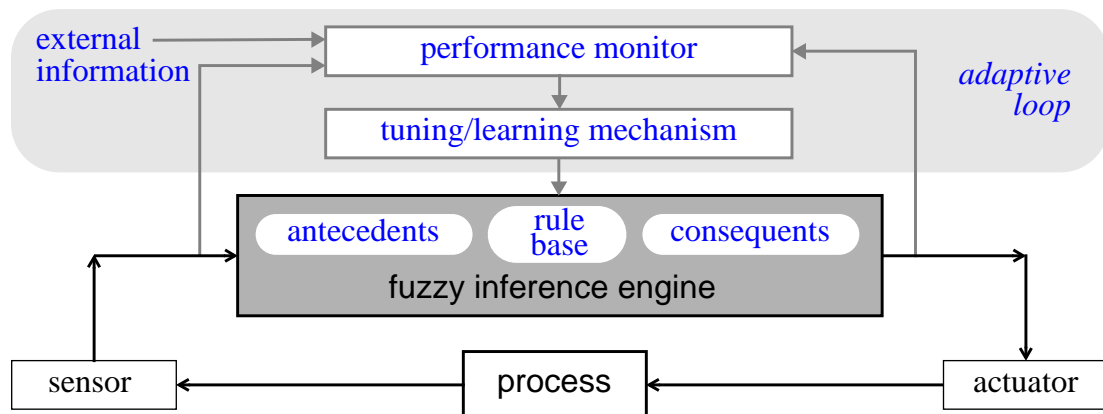 external
information
performance monitor
adaptive
loop
tuning/learning mechanism
antecedents
rule
base
consequents
fuzzy inference engine
sensor
process
actuator